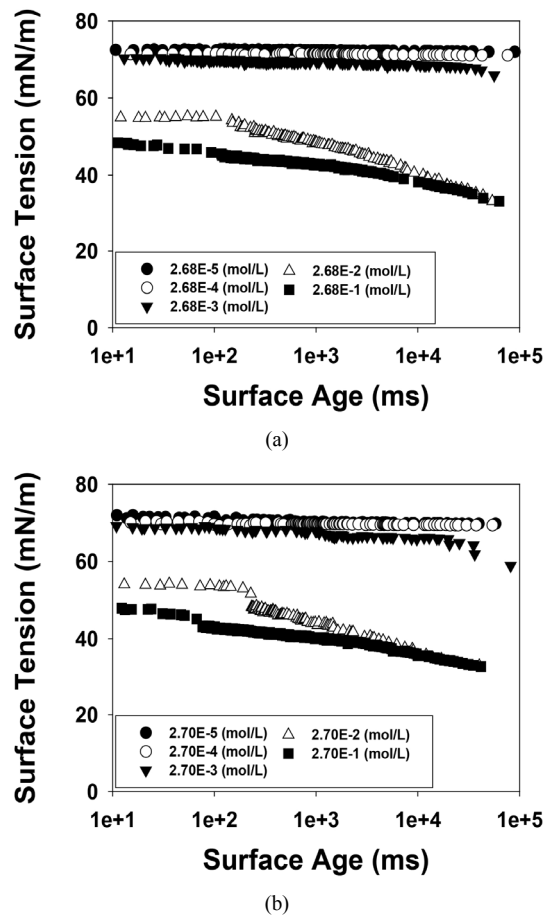 Surface Tension (mN/m)
80
60
40
20
0
2.68E-5 (mol/L)
2.68E-4 (mol/L)
2.68E-3 (mol/L)
2.68E-2 (mol/L)
2.68E-1 (mol/L)
1e+1 1e+2 1e+3 1e+4 1e+5
Surface Age (ms)
(a)
Surface Tension (mN/m)
80
60
40
20
0
2.70E-5 (mol/L)
2.70E-4 (mol/L)
2.70E-3 (mol/L)
2.70E-2 (mol/L)
2.70E-1 (mol/L)
1e+1 1e+2 1e+3 1e+4 1e+5
Surface Age (ms)
(b)